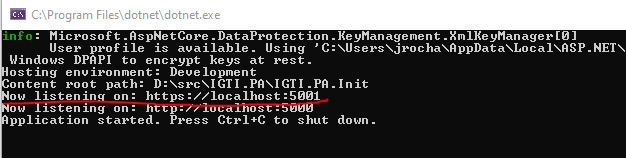 C:\Program Files\dotnet\dotnet.exe
info: Microsoft.AspNetCore.DataProtection.KeyManagement.XmlKeyManager[0]
User profile is available. Using 'C:\Users\jrocha\AppData\Local\ASP.NET\
Windows DPAPI to encrypt keys at rest.
Hosting environment: Development
Content root path: D:\src\IGTI.PA\IGTI.PA.Init
Now listening on: https://localhost:5001
Now listening on: http://localhost:5000
Application started. Press Ctrl+C to shut down.